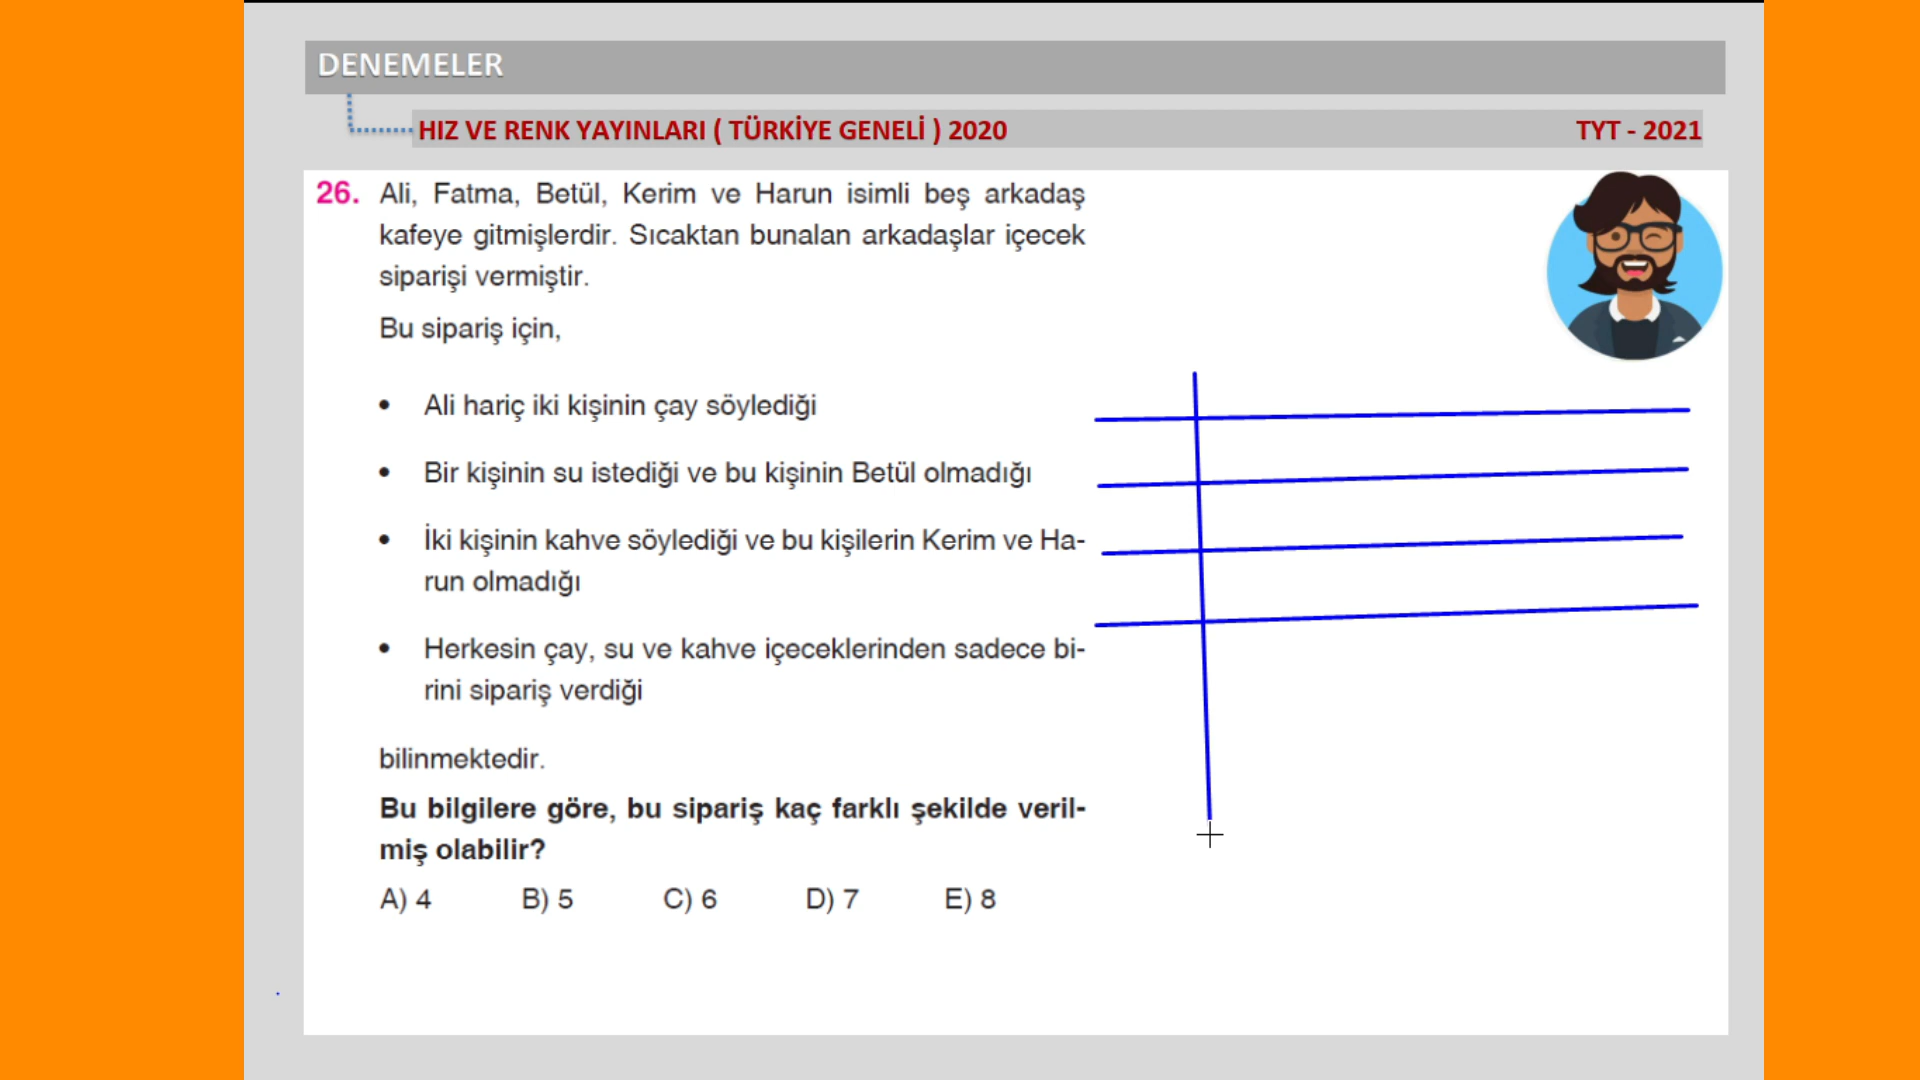 DENEMELER
HIZ VE RENK YAYINLARI ( TÜRKİYE GENELİ ) 2020 TYT - 2021
26. Ali, Fatma, Betül, Kerim ve Harun isimli beş arkadaş
kafeye gitmişlerdir. Sıcaktan bunalan arkadaşlar içecek
siparişi vermiştir.
Bu sipariş için,
• Ali hariç iki kişinin çay söylediği
• Bir kişinin su istediği ve bu kişinin Betül olmadığı
• İki kişinin kahve söylediği ve bu kişilerin Kerim ve Ha-
run olmadığı
• Herkesin çay, su ve kahve içeceklerinden sadece bi-
rini sipariş verdiği
bilinmektedir.
Bu bilgilere göre, bu sipariş kaç farklı şekilde veril-
miş olabilir?
A) 4 B) 5 C) 6 D) 7 E) 8